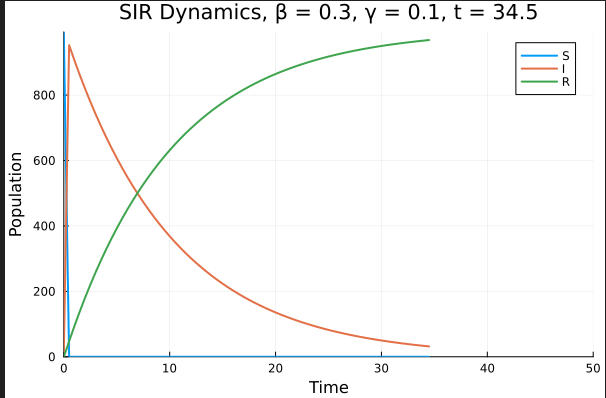 SIR Dynamics, β = 0.3, γ = 0.1, t = 34.5
S
I
R
800
600
400
200
0
Population
0 10 20 30 40 50
Time